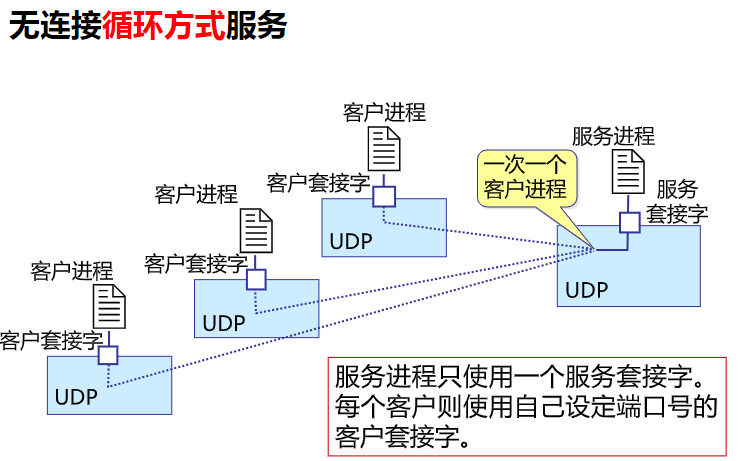 无连接循环方式服务
客户进程
服务进程
一次一个
客户进程
客户套接字
服务
套接字
客户进程
UDP
客户套接字
UDP
客户进程
UDP
客户套接字
UDP
服务进程只使用一个服务套接字。
每个客户则使用自己设定端口号的
客户套接字。